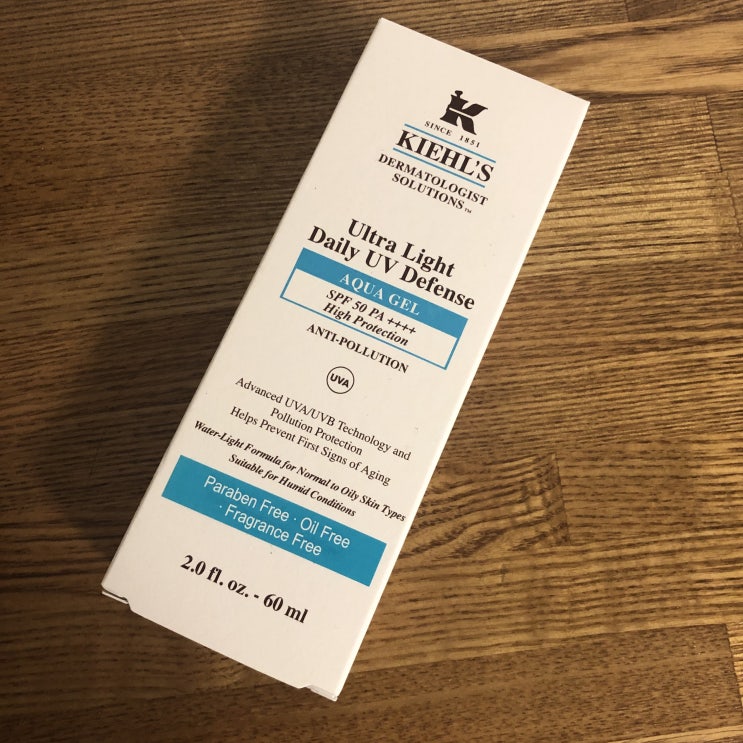 K
SINCE 1851
KIEHL'S
DERMATOLOGIST
SOLUTIONS™
Ultra Light
Daily UV Defense
AQUA GEL
SPF 50 PA ++++
High Protection
ANTI-POLLUTION
UVA
Advanced UVA/UVB Technology and
Pollution Protection
Helps Prevent First Signs of Aging
Water-Light Formula for Normal to Oily Skin Types
Suitable for Humid Conditions
Paraben Free · Oil Free
· Fragrance Free
2.0 fl. oz. - 60 ml